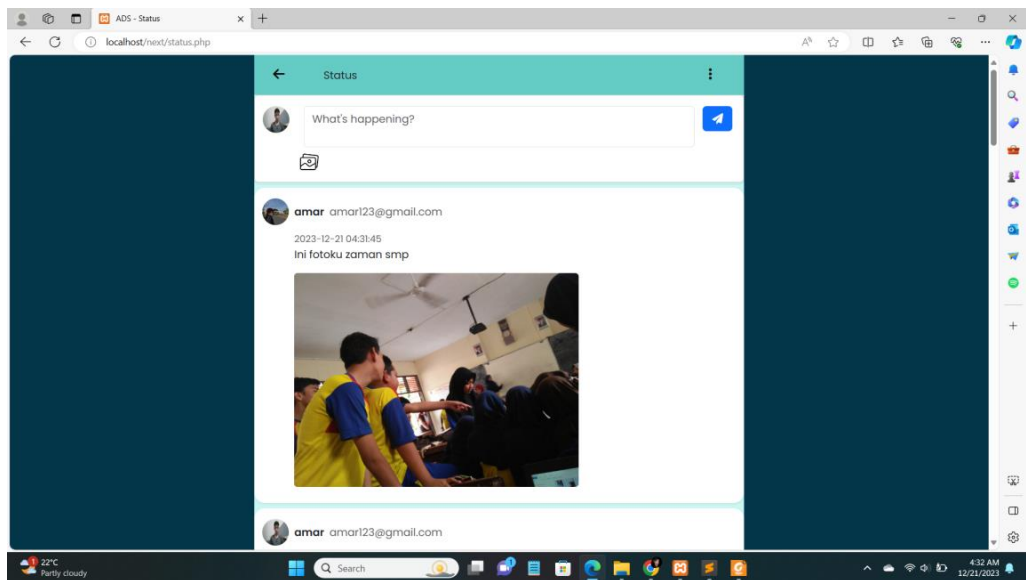 ADS - Status
localhost/next/status.php
Status
What's happening?
amar amar123@gmail.com
2023-12-21 04:31:45
Ini fotoku zaman smp
amar amar123@gmail.com
1
22°C
Partly cloudy
Search
4:32 AM
12/21/2023